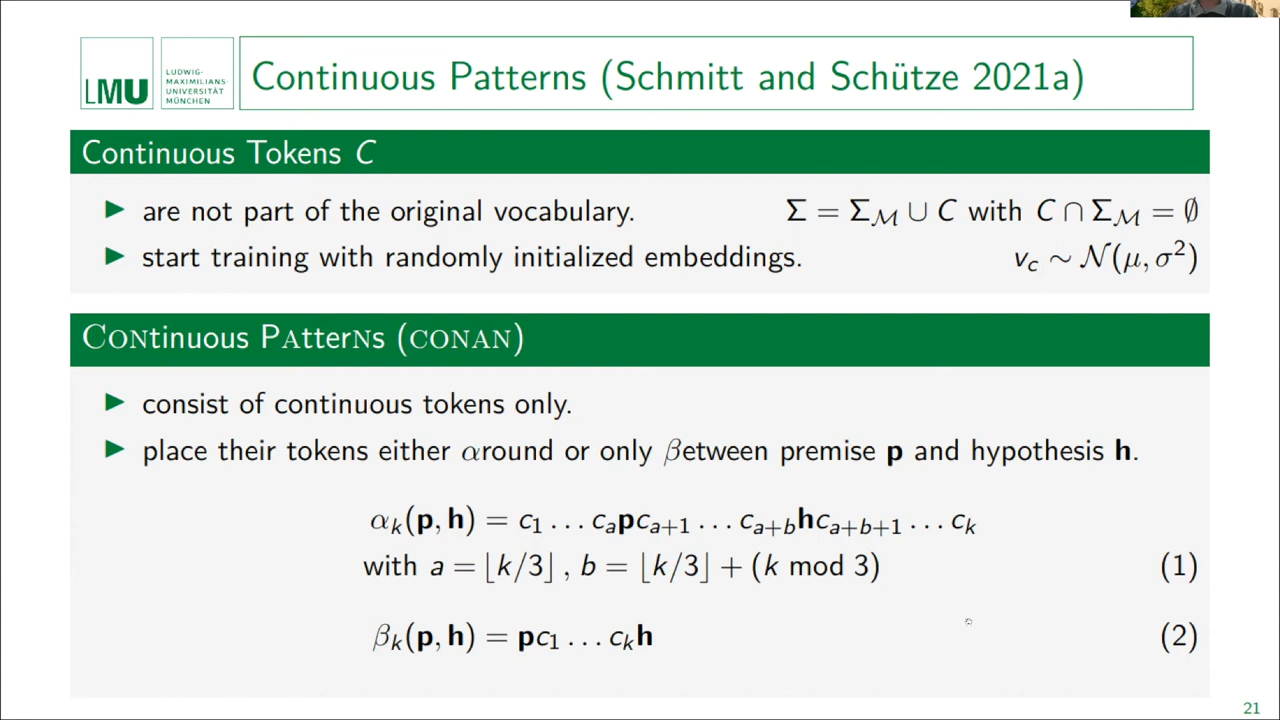 LMU
LUDWIG-
MAXIMILIANS-
UNIVERSITÄT
MÜNCHEN
Continuous Patterns (Schmitt and Schütze 2021a)
Continuous Tokens C
▶ are not part of the original vocabulary. Σ = Σ_M ∪ C with C ∩ Σ_M = ∅
▶ start training with randomly initialized embeddings. v_c ~ N(μ, σ²)
CONtinuous PAtterNs (CONAN)
▶ consist of continuous tokens only.
▶ place their tokens either αround or only βetween premise p and hypothesis h.
α_k(p, h) = c_1 … c_a p c_{a+1} … c_{a+b} h c_{a+b+1} … c_k
with a = ⌊k/3⌋ , b = ⌊k/3⌋ + (k mod 3) (1)
β_k(p, h) = p c_1 … c_k h (2)
21